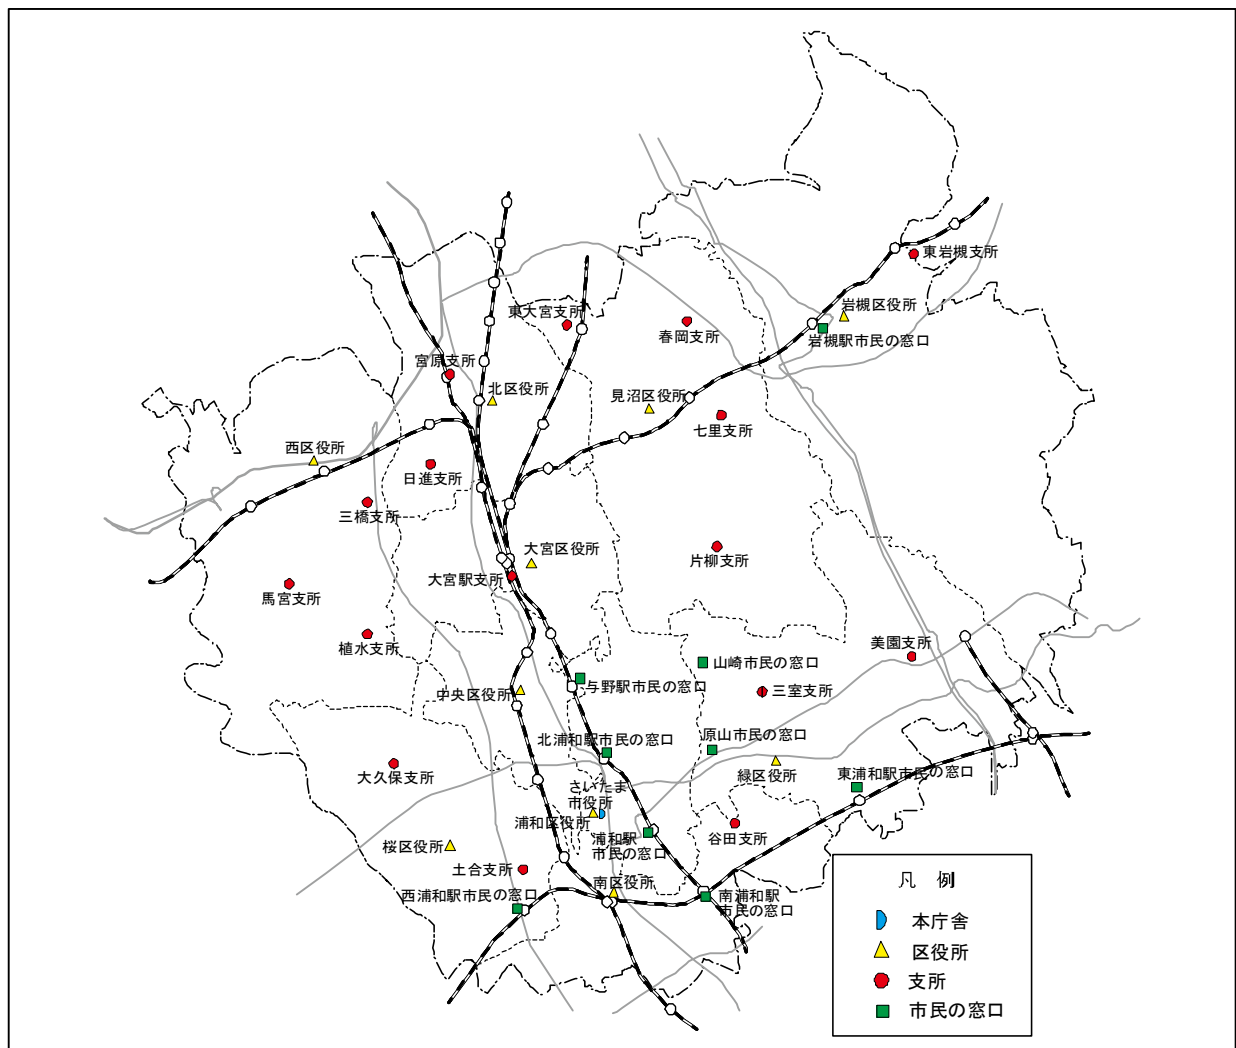 東岩槻支所
岩槻区役所
東大宮支所
春岡支所
岩槻駅市民の窓口
宮原支所
北区役所
見沼区役所
七里支所
西区役所
日進支所
三橋支所
大宮区役所
片柳支所
大宮駅支所
馬宮支所
植水支所
美園支所
山崎市民の窓口
与野駅市民の窓口
三室支所
中央区役所
北浦和駅市民の窓口
原山市民の窓口
大久保支所
緑区役所
東浦和駅市民の窓口
さいたま
市役所
浦和区役所
浦和駅
市民の窓口
谷田支所
桜区役所
土合支所
西浦和駅市民の窓口
南区役所
南浦和駅
市民の窓口
凡 例
本庁舎
区役所
支所
市民の窓口